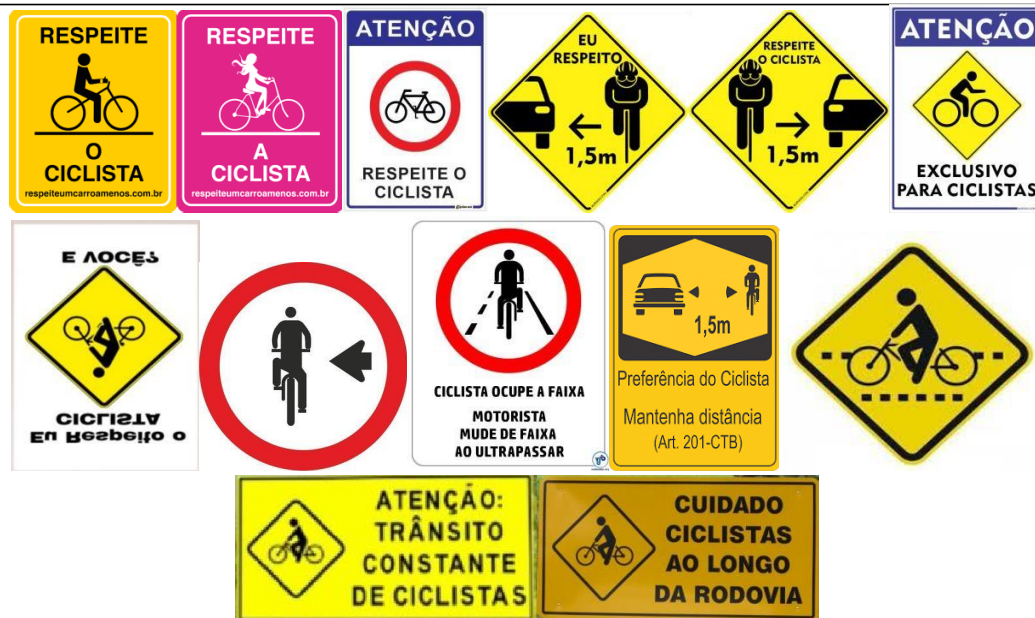 RESPEITE
O
CICLISTA
respeiteumcarroamenos.com.br
RESPEITE
A
CICLISTA
respeiteumcarroamenos.com.br
ATENÇÃO
RESPEITE O
CICLISTA
EU
RESPEITO
1,5m
RESPEITE
O CICLISTA
1,5m
ATENÇÃO
EXCLUSIVO
PARA CICLISTAS
Eu Respeito o
CICLISTA
E VOCÊ?
CICLISTA OCUPE A FAIXA
MOTORISTA
MUDE DE FAIXA
AO ULTRAPASSAR
1,5m
Preferência do Ciclista
Mantenha distância
(Art. 201-CTB)
ATENÇÃO:
TRÂNSITO
CONSTANTE
DE CICLISTAS
CUIDADO
CICLISTAS
AO LONGO
DA RODOVIA